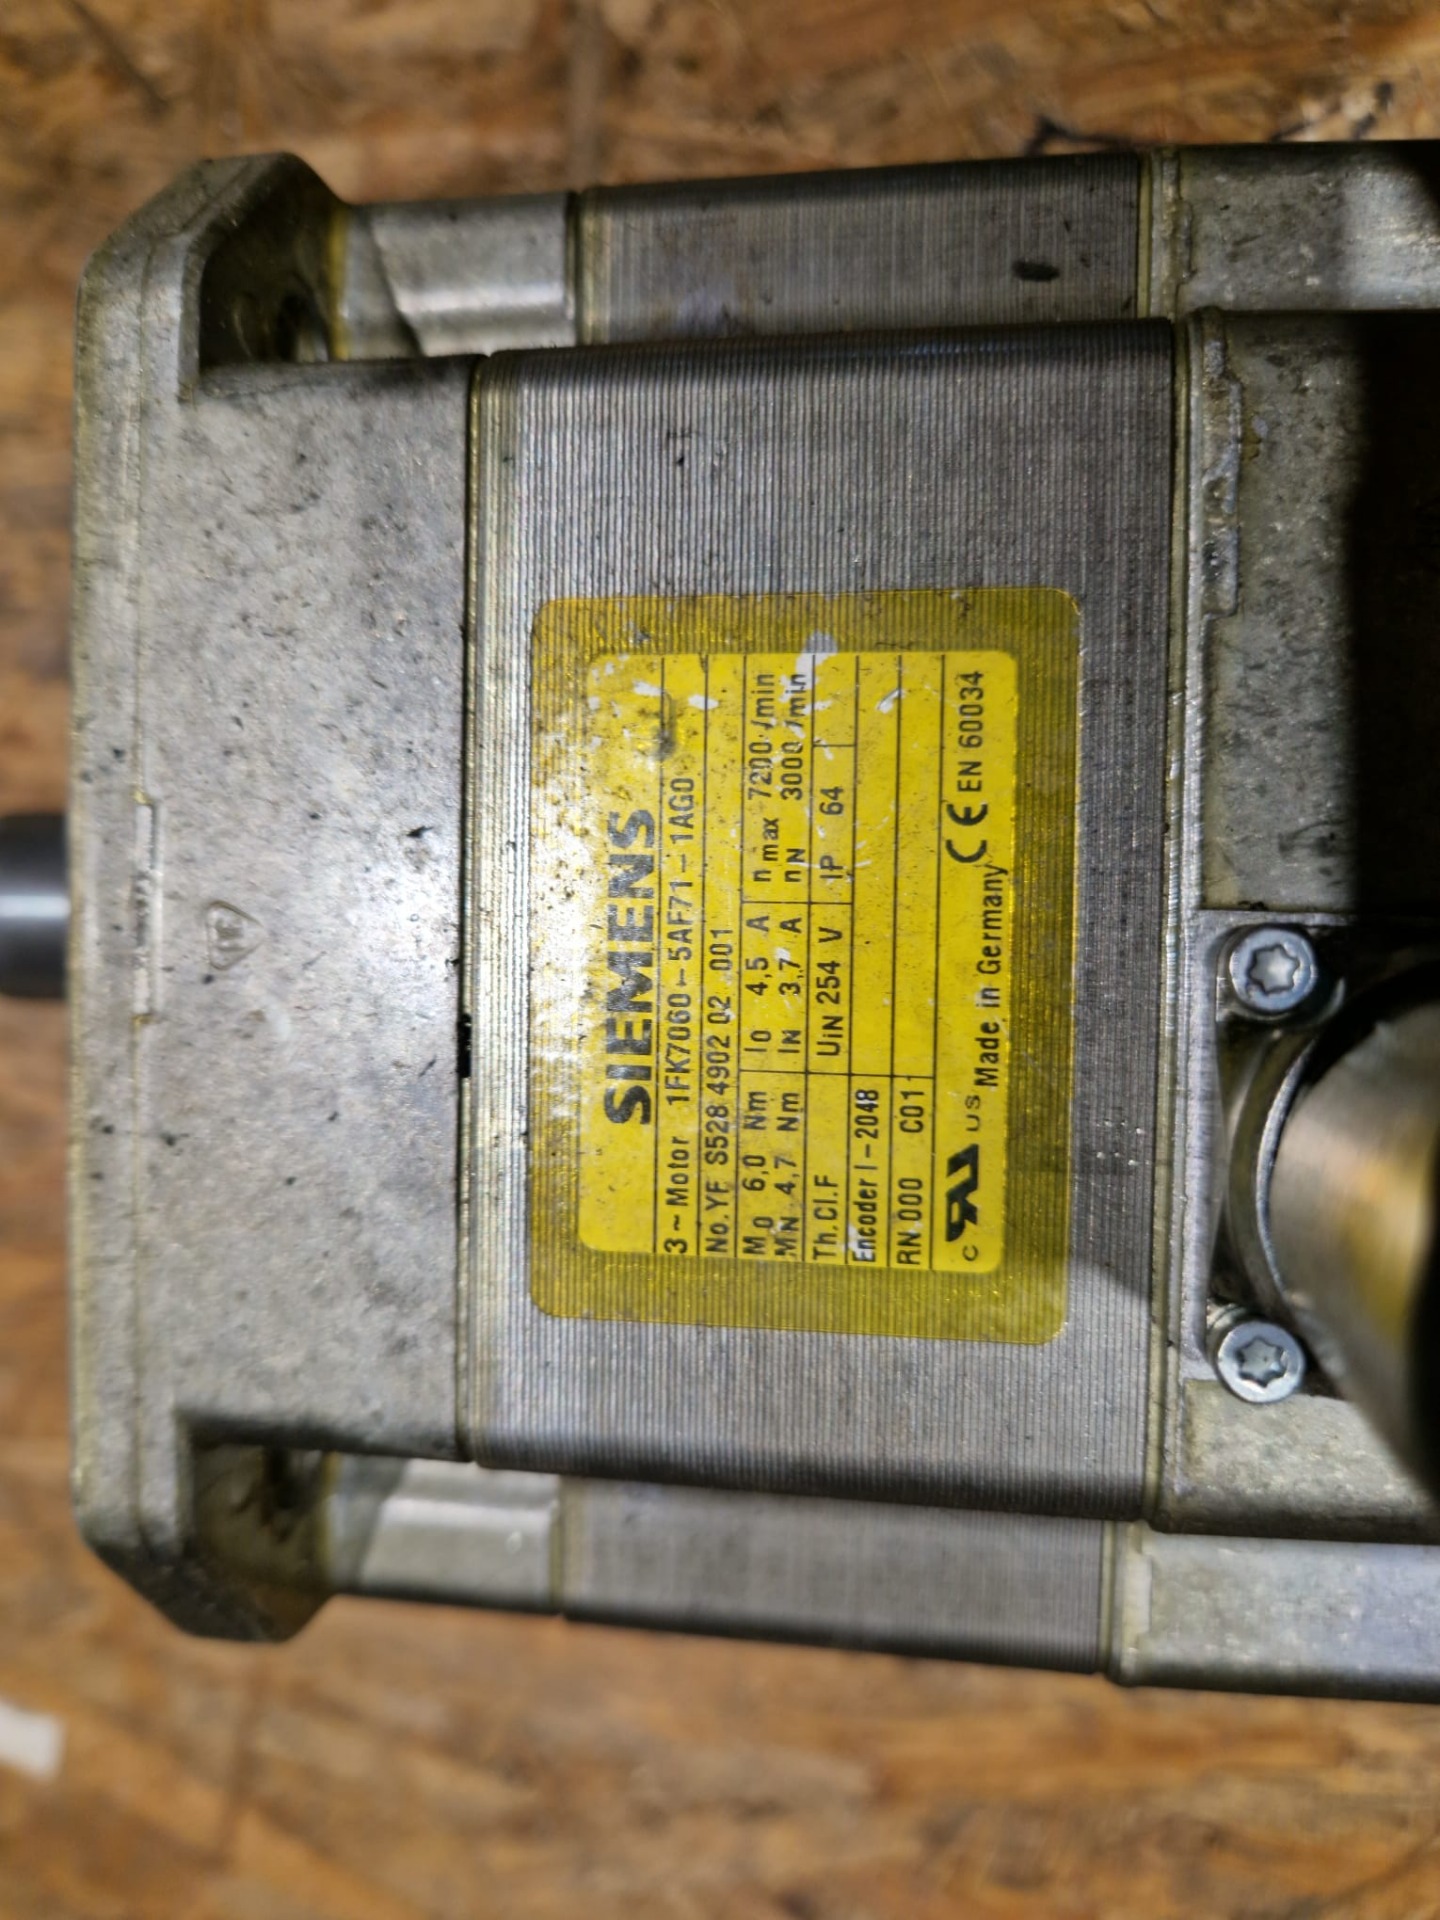 SIEMENS
3 ~ Motor 1FK7060-5AF71-1AG0
No. YF S528 4902 02 001
M0 6,0 Nm I0 4,5 A n max 7200 /min
MN 4,7 Nm IN 3,7 A nN 3000 /min
Th.Cl.F UIN 254 V IP 64
Encoder I-2048
RN.000 C01
c RU US Made in Germany CE EN 60034